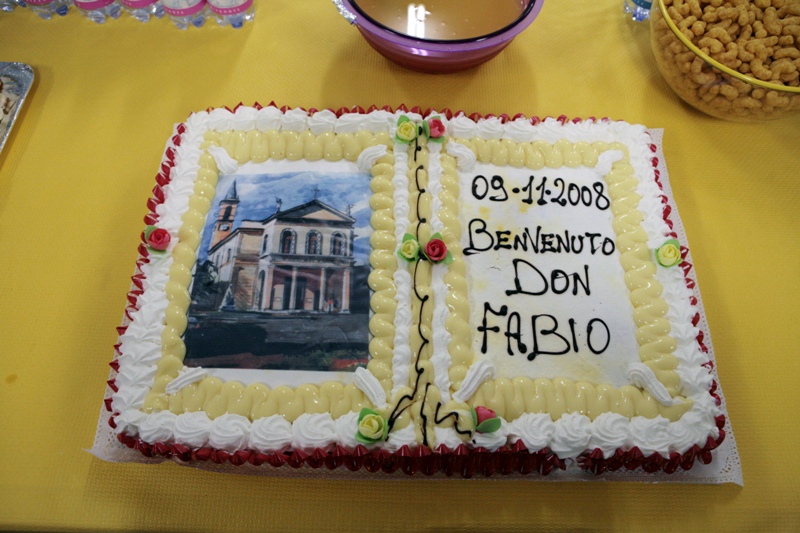 09-11-2008
BENVENUTO
DON
FABIO